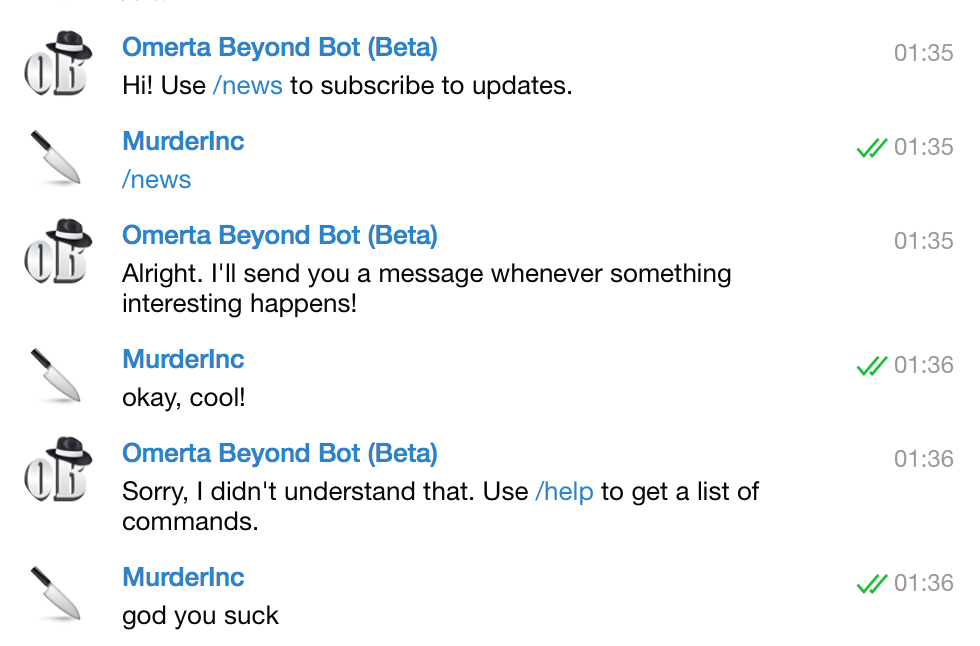 Omerta Beyond Bot (Beta) 01:35
Hi! Use /news to subscribe to updates.
MurderInc 01:35
/news
Omerta Beyond Bot (Beta) 01:35
Alright. I'll send you a message whenever something
interesting happens!
MurderInc 01:36
okay, cool!
Omerta Beyond Bot (Beta) 01:36
Sorry, I didn't understand that. Use /help to get a list of
commands.
MurderInc 01:36
god you suck